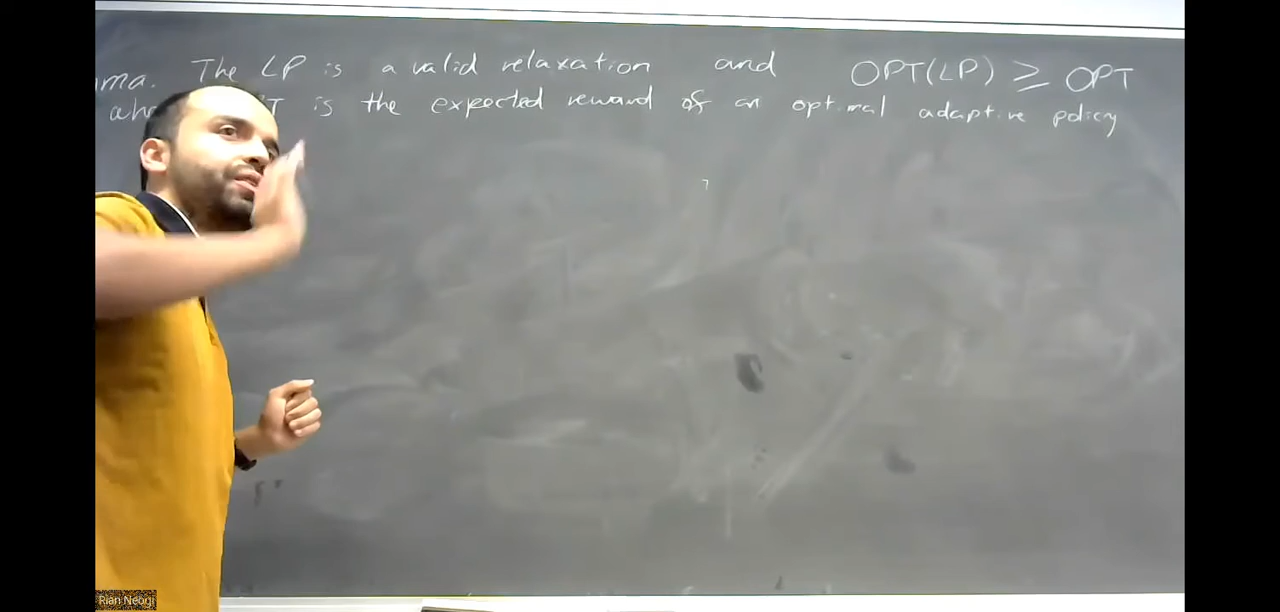 ma. The LP is a valid relaxation and OPT(LP) ≥ OPT
is the expected reward of an optimal adaptive policy
Rian Neogi